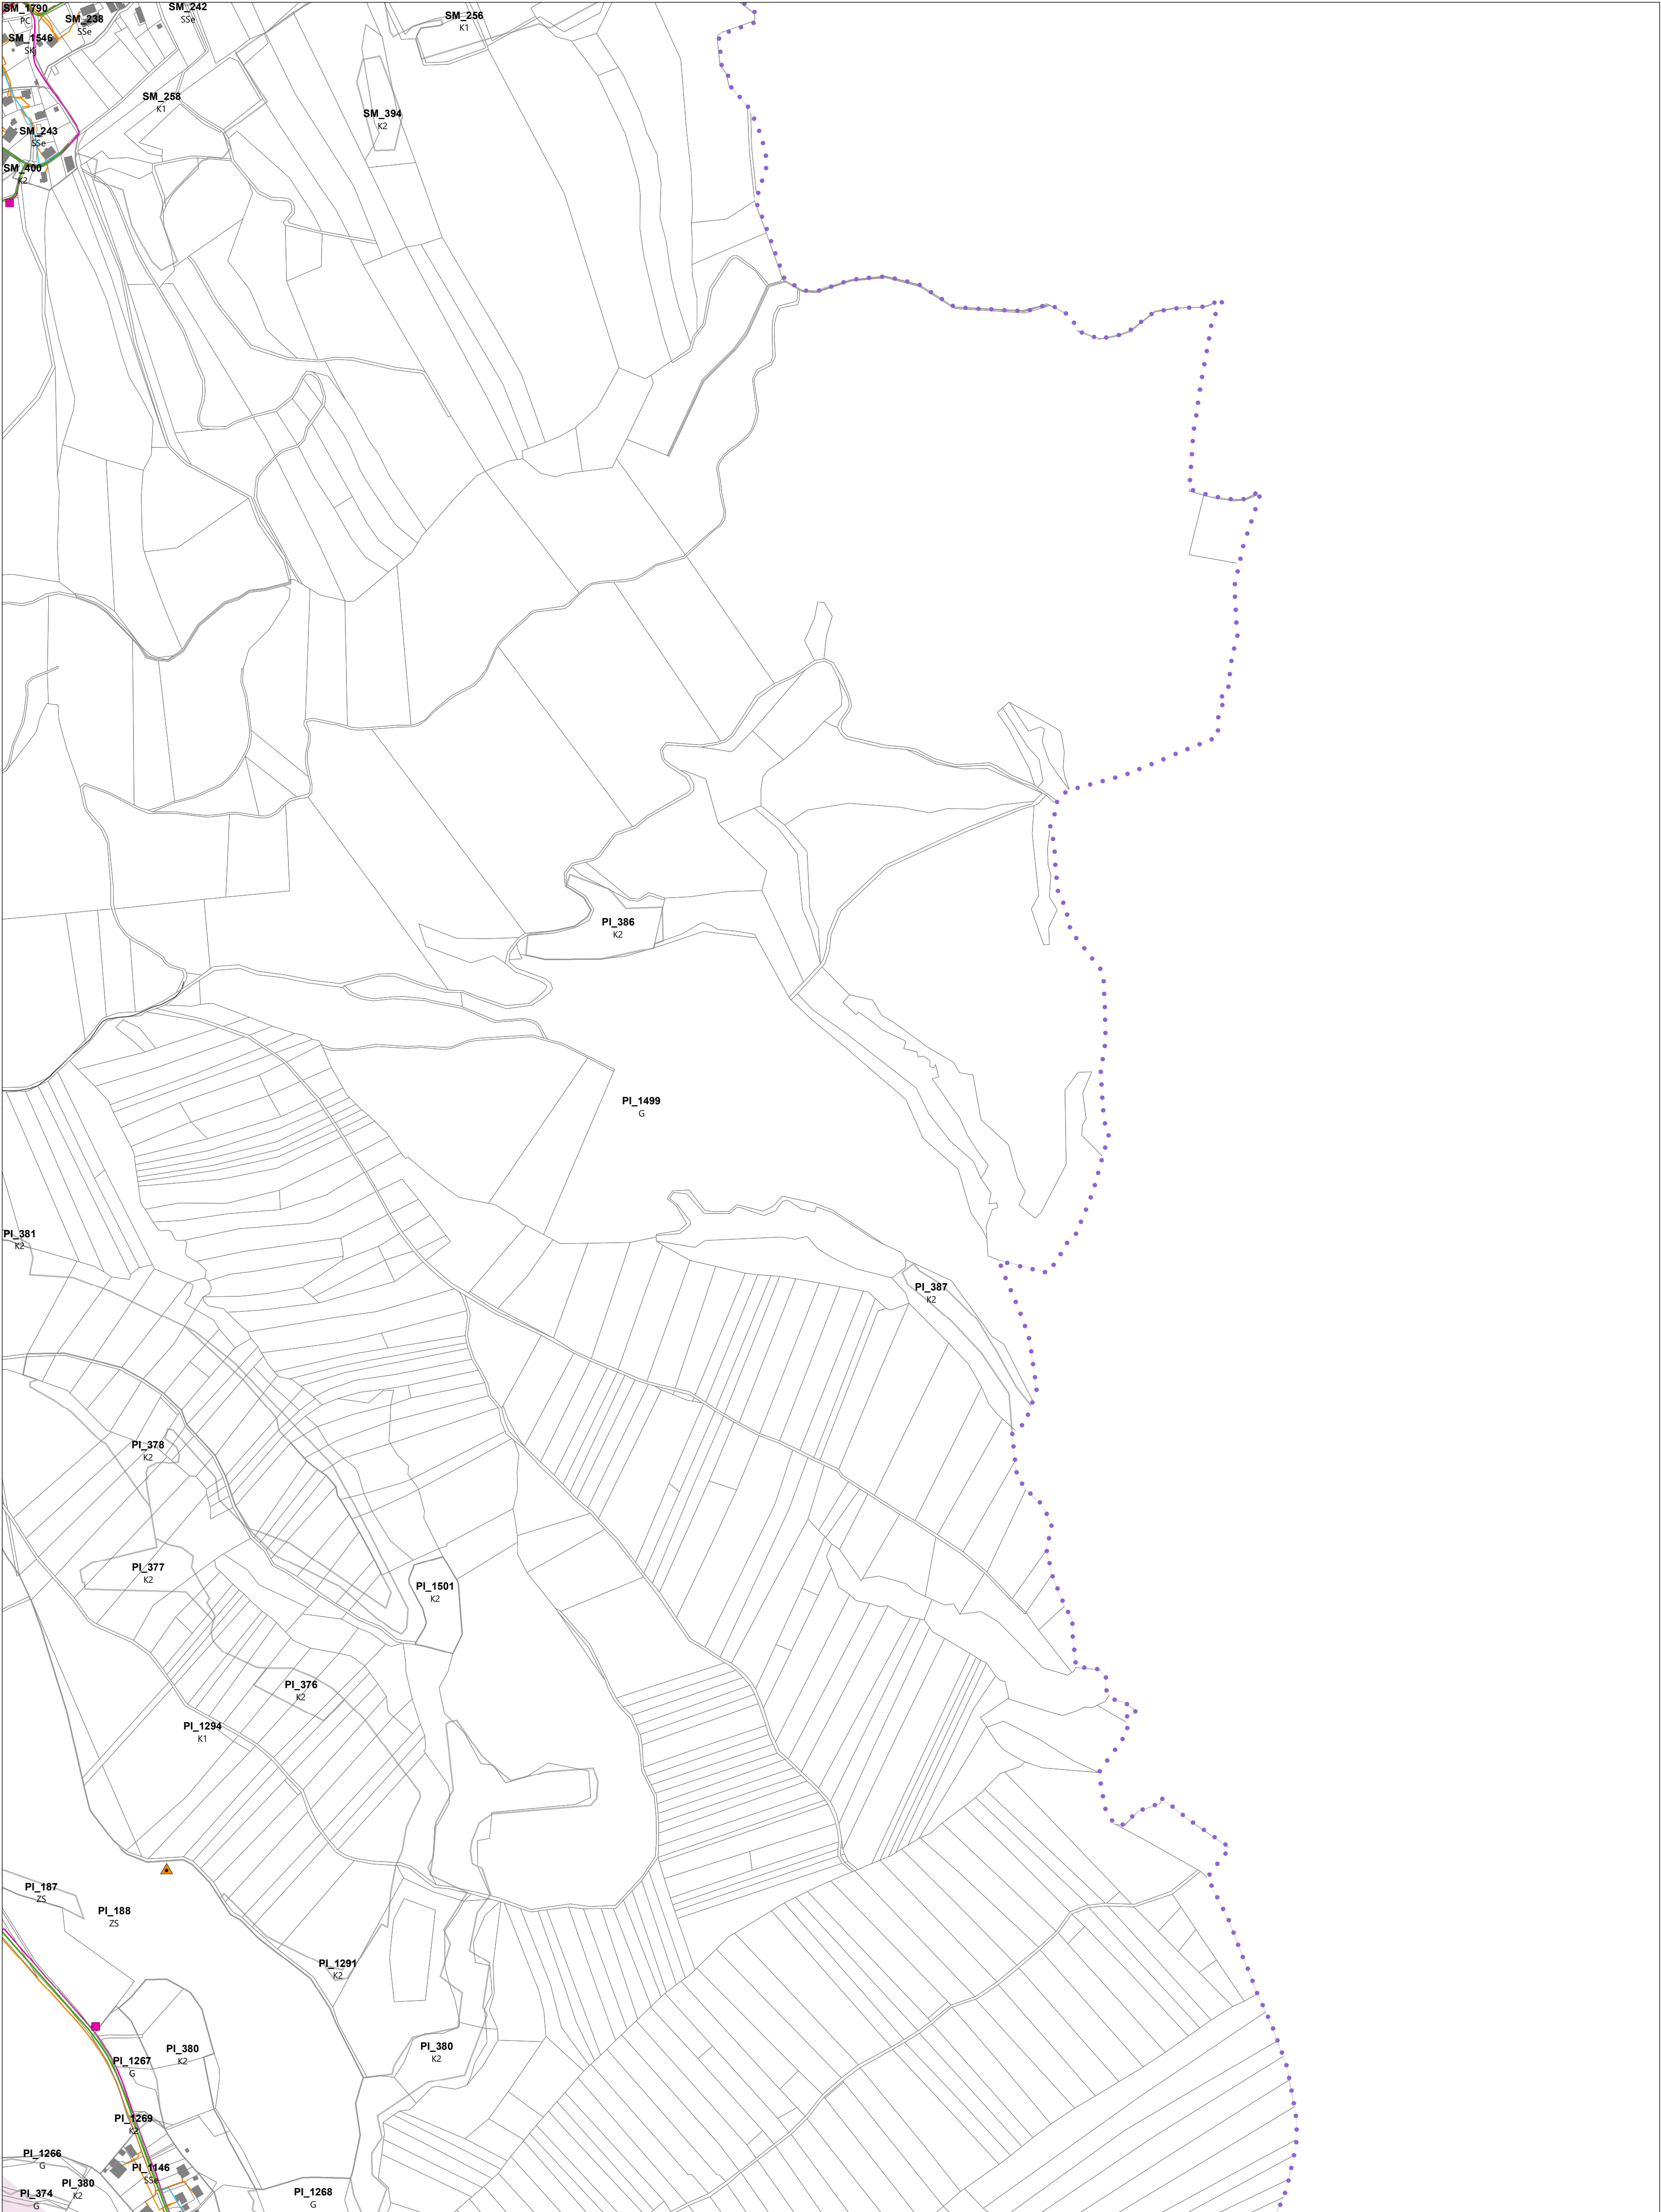 SM_1790
PC
SM_238
SSe
SM_242
SSe
SM_256
K1
SM_1546
SKj
SM_258
K1
SM_394
K2
SM_243
SSe
SM_400
K2
PI_386
K2
PI_1499
G
PI_381
K2
PI_387
K2
PI_378
K2
PI_377
K2
PI_1501
K2
PI_376
K2
PI_1294
K1
PI_187
ZS
PI_188
ZS
PI_1291
K2
PI_380
K2
PI_380
K2
PI_1267
G
PI_1269
K2
PI_1266
G
PI_1146
SSe
PI_380
K2
PI_374
G
PI_1268
G